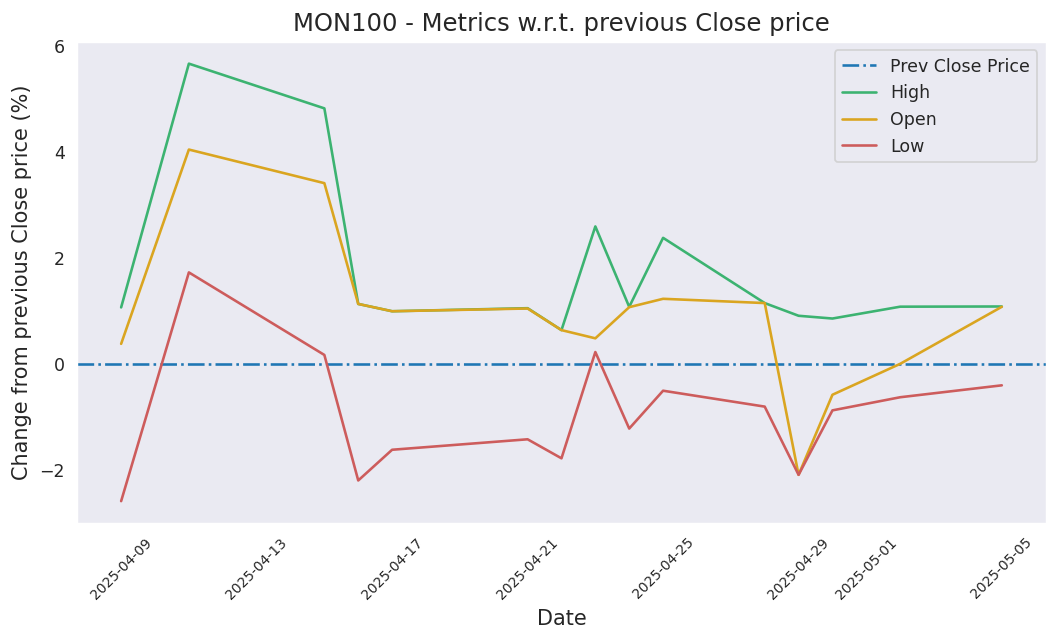 MON100 - Metrics w.r.t. previous Close price
Change from previous Close price (%)
6
4
2
0
−2
Prev Close Price
High
Open
Low
2025-04-09
2025-04-13
2025-04-17
2025-04-21
2025-04-25
2025-04-29
2025-05-01
2025-05-05
Date